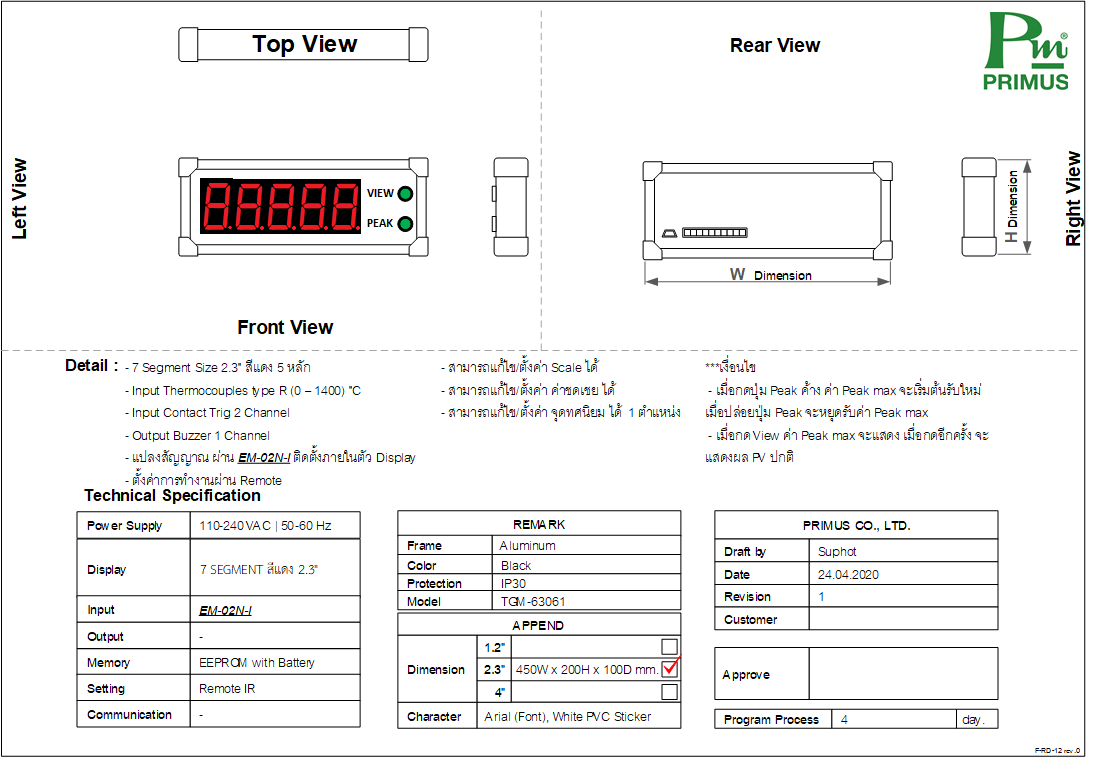 Top View
Rear View
Pm®
PRIMUS
Left View
VIEW
PEAK
H Dimension
Right View
W Dimension
Front View
Detail :
- 7 Segment Size 2.3" สีแดง 5 หลัก
- Input Thermocouples type R (0 – 1400) °C
- Input Contact Trig 2 Channel
- Output Buzzer 1 Channel
- แปลงสัญญาณ ผ่าน EM-02N-I ติดตั้งภายในตัว Display
- ตั้งค่าการทำงานผ่าน Remote
- สามารถแก้ไข/ตั้งค่า Scale ได้
- สามารถแก้ไข/ตั้งค่า ค่าชดเชย ได้
- สามารถแก้ไข/ตั้งค่า จุดทศนิยม ได้ 1 ตำแหน่ง
***เงื่อนไข
- เมื่อกดปุ่ม Peak ค้าง ค่า Peak max จะเริ่มต้นรับใหม่
เมื่อปล่อยปุ่ม Peak จะหยุดรับค่า Peak max
- เมื่อกด View ค่า Peak max จะแสดง เมื่อกดอีกครั้ง จะ
แสดงผล PV ปกติ
Technical Specification
Power Supply 110-240 VAC | 50-60 Hz
Display 7 SEGMENT สีแดง 2.3"
Input EM-02N-I
Output -
Memory EEPROM with Battery
Setting Remote IR
Communication -
REMARK
Frame Aluminum
Color Black
Protection IP30
Model TGM-63061
APPEND
Dimension
1.2"
2.3" 450W x 200H x 100D mm.
4"
Character Arial (Font), White PVC Sticker
PRIMUS CO., LTD.
Draft by Suphot
Date 24.04.2020
Revision 1
Customer
Approve
Program Process 4 day.
F-RD-12 rev.0